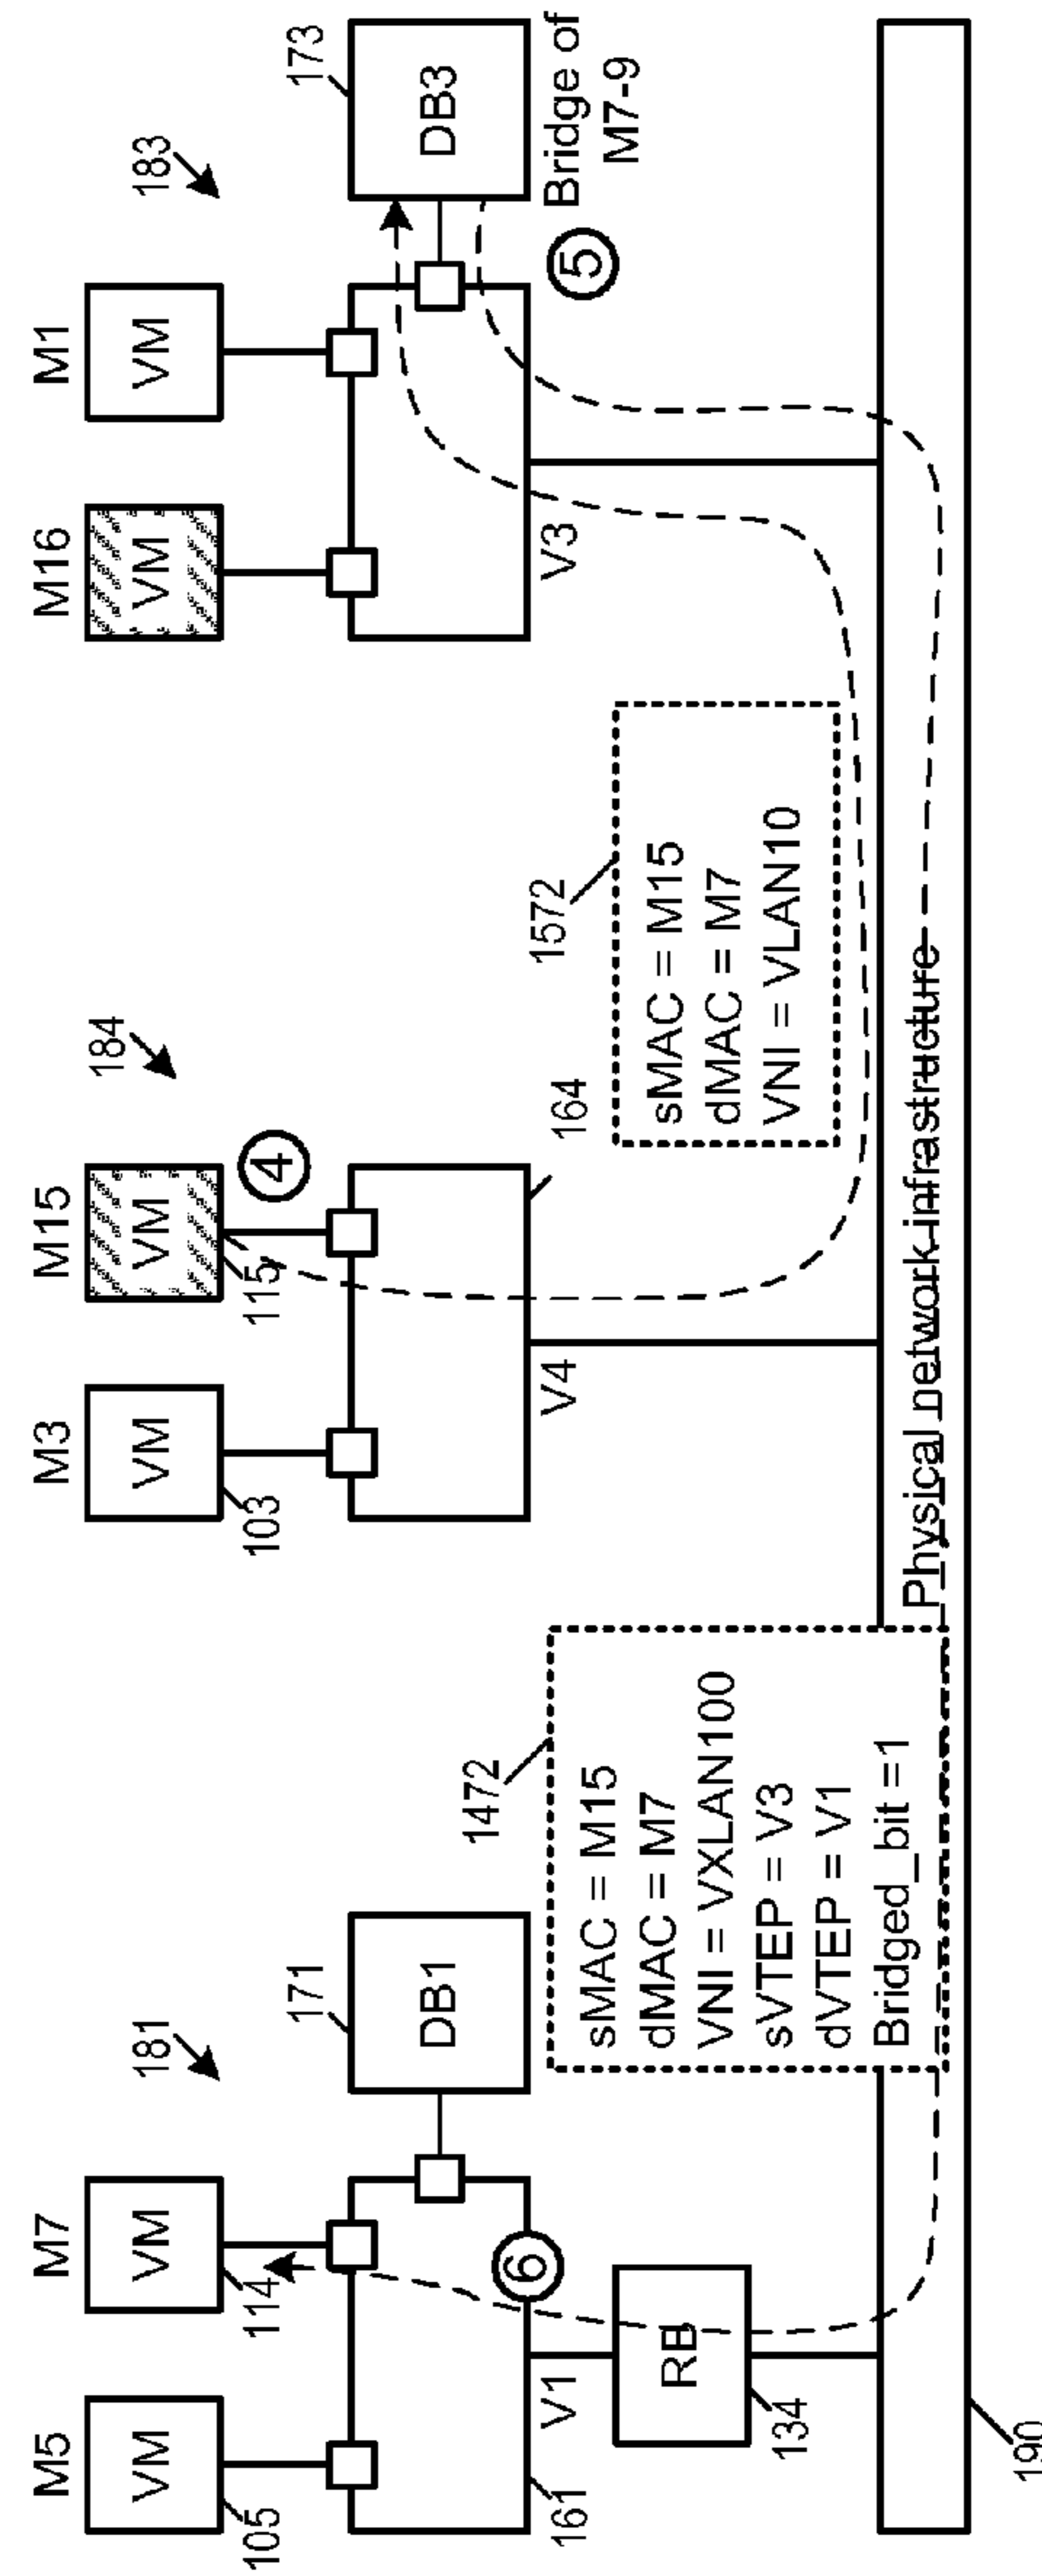 M5
M7
M3
M15
M16
M1
181
184
183
VM
VM
VM
VM
VM
VM
105
114
103
115
4
171
173
DB1
DB3
Bridge of
M7-9
5
6
161
V1
V4
164
V3
RB
134
1472
sMAC = M15
dMAC = M7
VNI = VXLAN100
sVTEP = V3
dVTEP = V1
Bridged_bit =1
1572
sMAC = M15
dMAC = M7
VNI = VLAN10
Physical network infrastructure
190